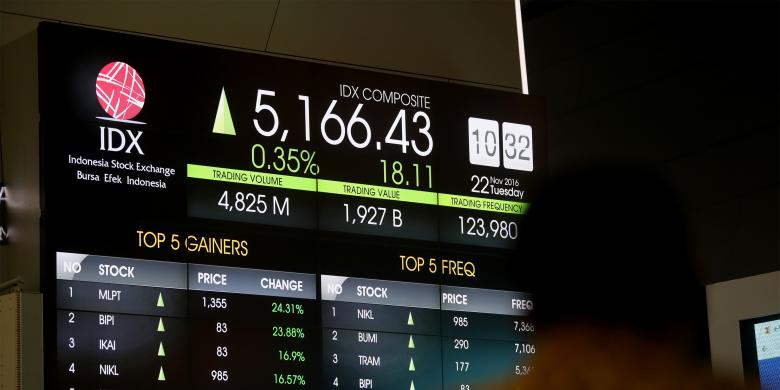 IDX
Indonesia Stock Exchange
Bursa Efek Indonesia
IDX COMPOSITE
5,166.43
0.35% 18.11
10 32
22 Nov 2016
Tuesday
TRADING VOLUME TRADING VALUE TRADING FREQUENCY
4,825 M 1,927 B 123,980
TOP 5 GAINERS
NO STOCK PRICE CHANGE
1 MLPT 1,355 24.31%
2 BIPI 83 23.88%
3 IKAI 83 16.9%
4 NIKL 985 16.57%
TOP 5 FREQ
NO STOCK PRICE FREQ
1 NIKL 985
2 BUMI 290 7,106
3 TRAM 177
4 BIPI 83